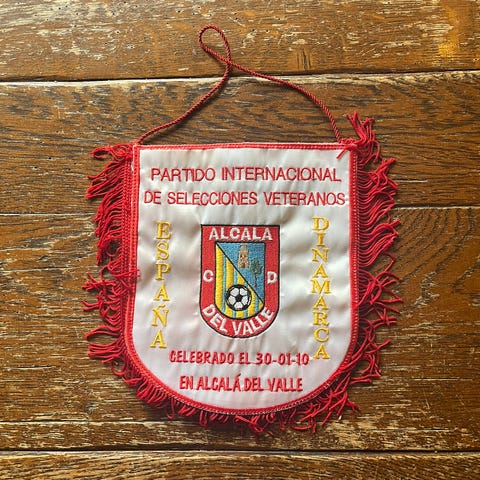 PARTIDO INTERNACIONAL
DE SELECCIONES VETERANOS
ESPAÑA
ALCALA
C D
DEL VALLE
DINAMARCA
CELEBRADO EL 30-01-10
EN ALCALÁ DEL VALLE